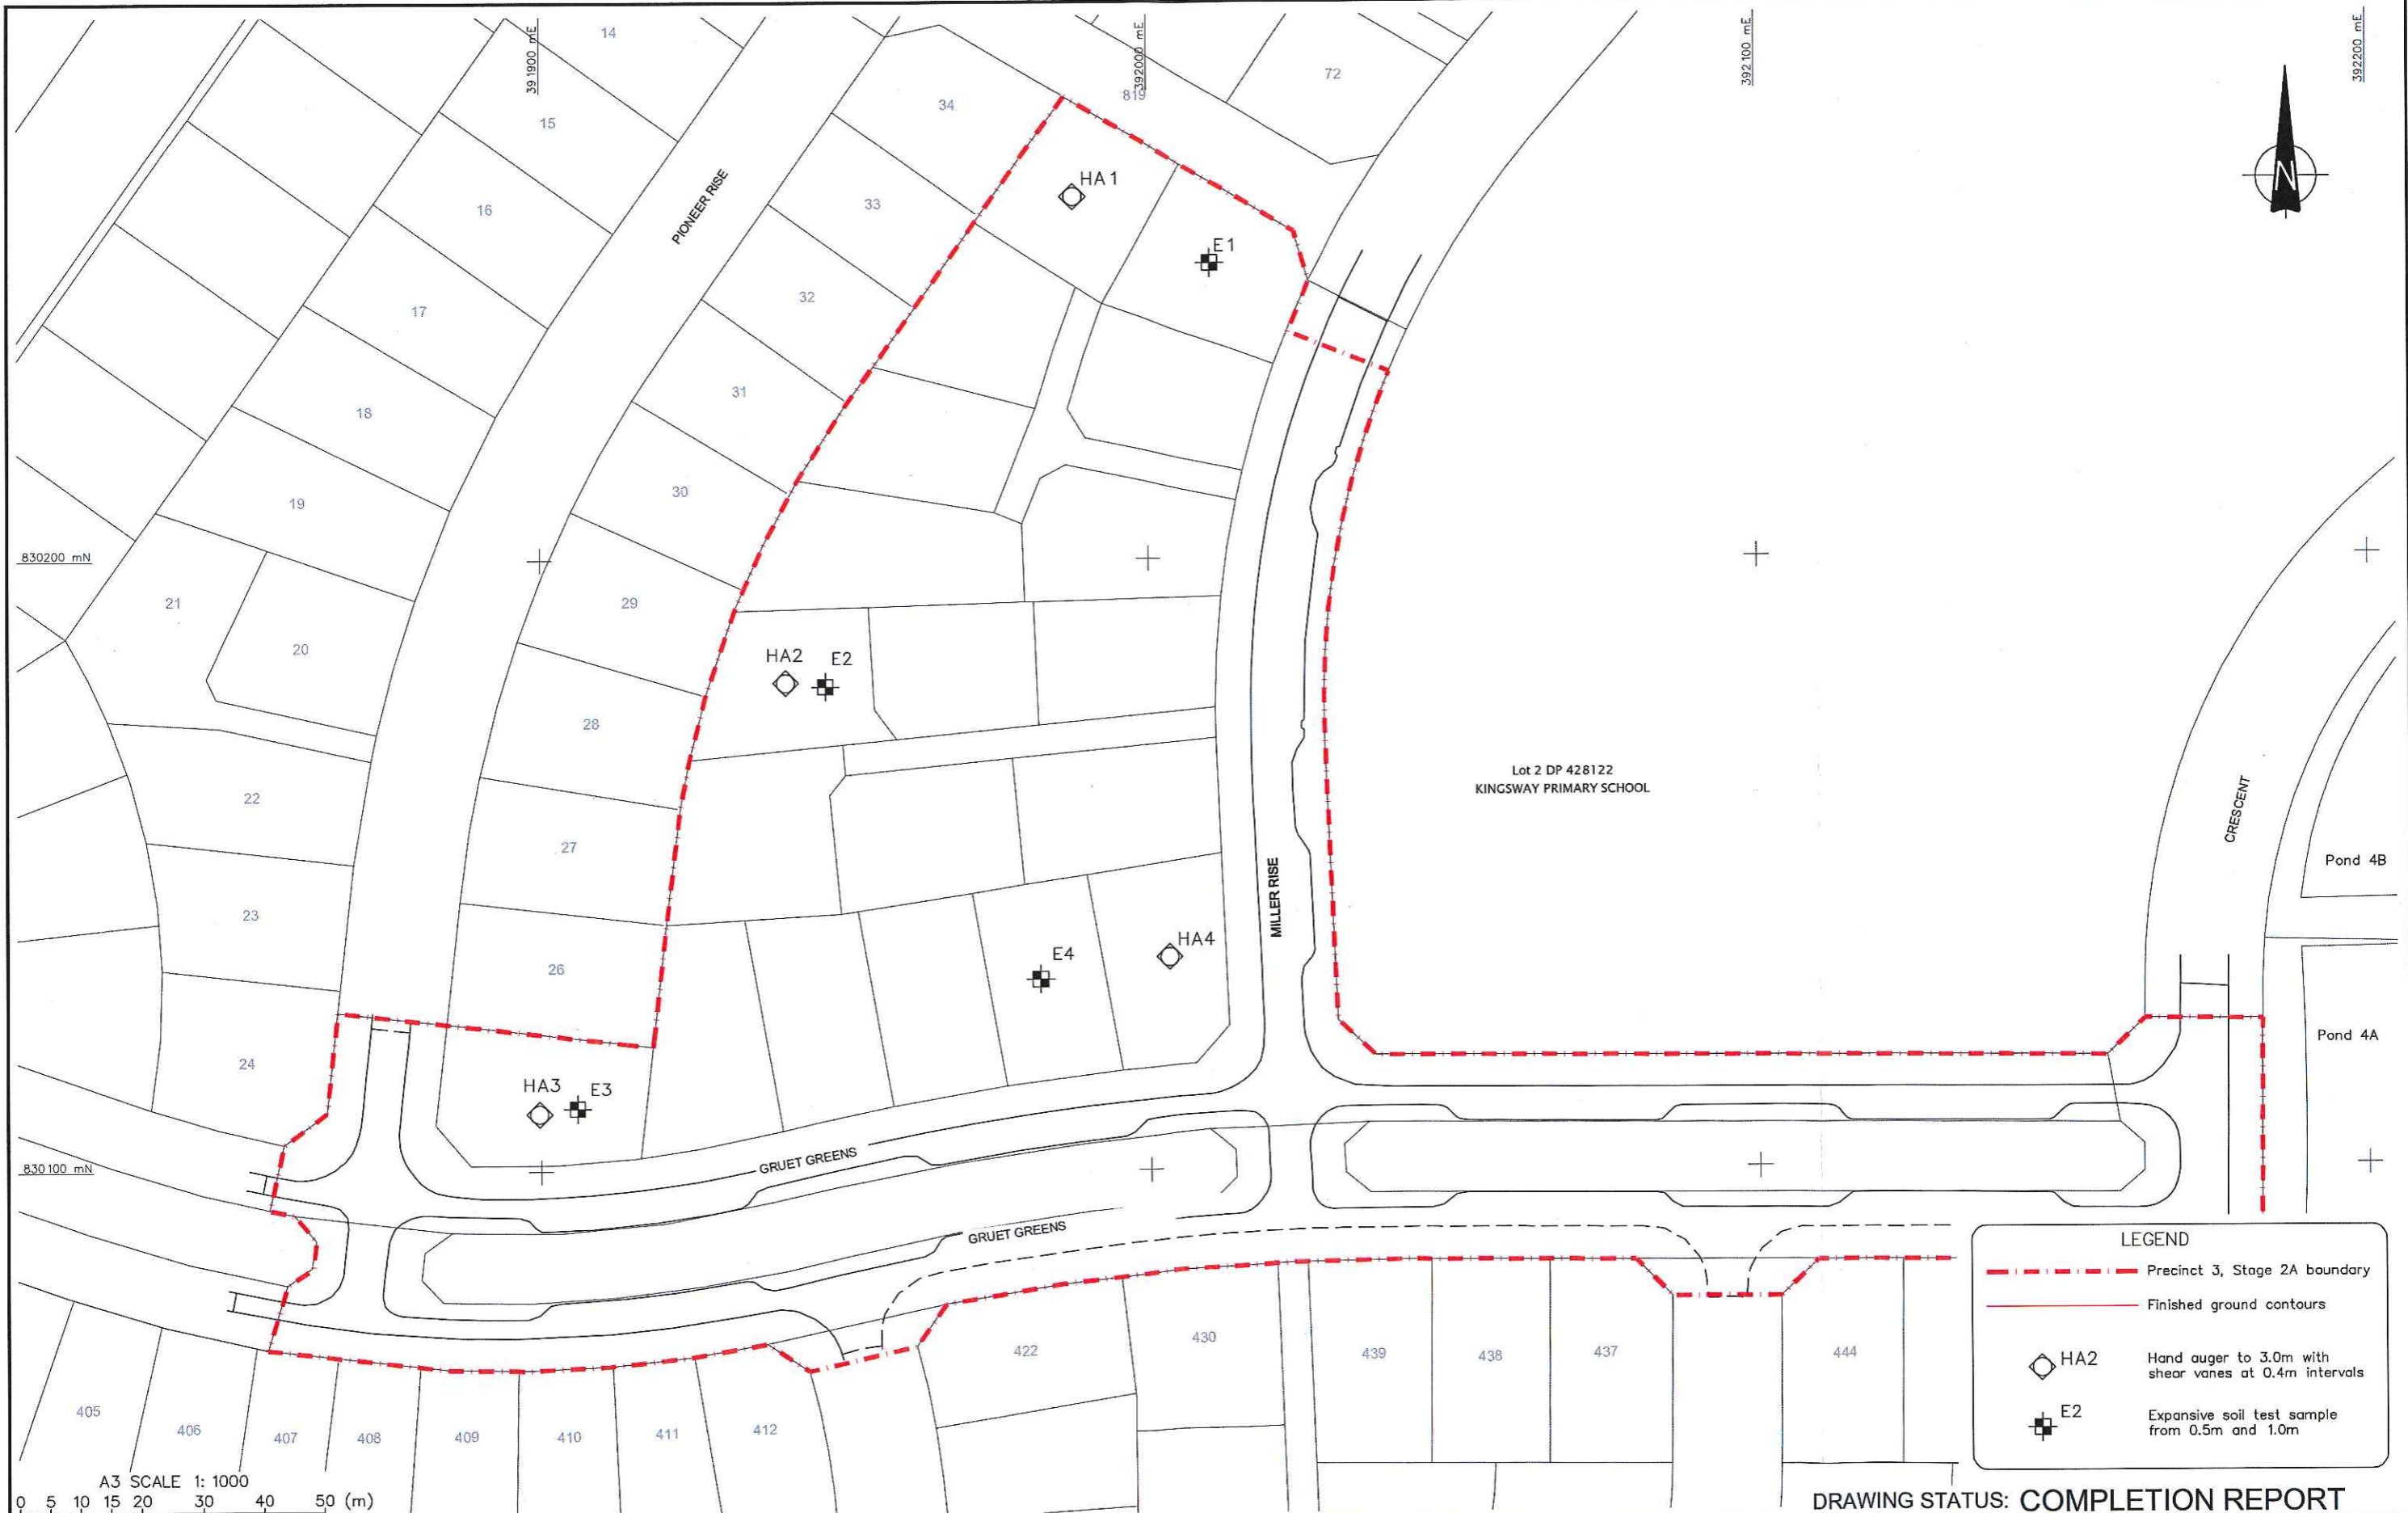 391900 mE
392000 mE
392100 mE
392200 mE
14
72
819
34
15
N
HA1
PIONEER RISE
16
33
E1
32
17
31
18
30
19
830200 mN
21
29
20
HA2
E2
28
Lot 2 DP 428122
KINGSWAY PRIMARY SCHOOL
22
CRESCENT
27
Pond 4B
MILLER RISE
23
HA4
E4
26
Pond 4A
24
HA3
E3
GRUET GREENS
830100 mN
GRUET GREENS
LEGEND
Precinct 3, Stage 2A boundary
Finished ground contours
HA2
Hand auger to 3.0m with
shear vanes at 0.4m intervals
E2
Expansive soil test sample
from 0.5m and 1.0m
430
422
439
438
437
444
405
406
407
408
409
410
411
412
A3 SCALE 1: 1000
0 5 10 15 20 30 40 50 (m)
DRAWING STATUS: COMPLETION REPORT